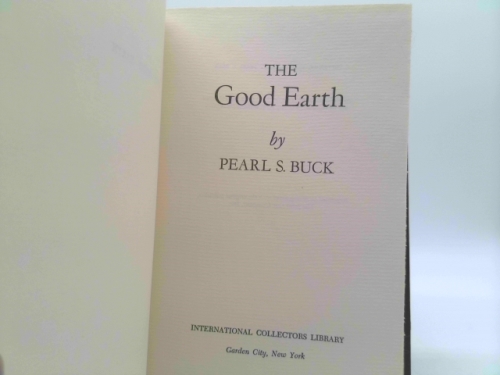 THE
Good Earth
by
PEARL S. BUCK
INTERNATIONAL COLLECTORS LIBRARY
Garden City, New York